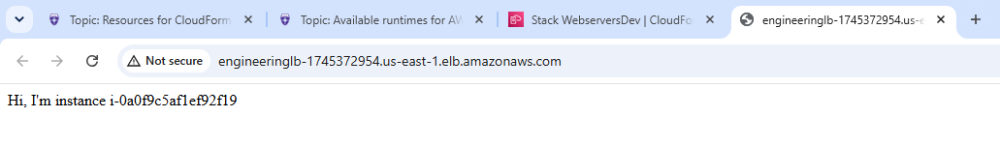 Topic: Resources for CloudForm
Topic: Available runtimes for AW
Stack WebserversDev | CloudFo
engineeringlb-1745372954.us-e
Not secure
engineeringlb-1745372954.us-east-1.elb.amazonaws.com
Hi, I'm instance i-0a0f9c5af1ef92f19